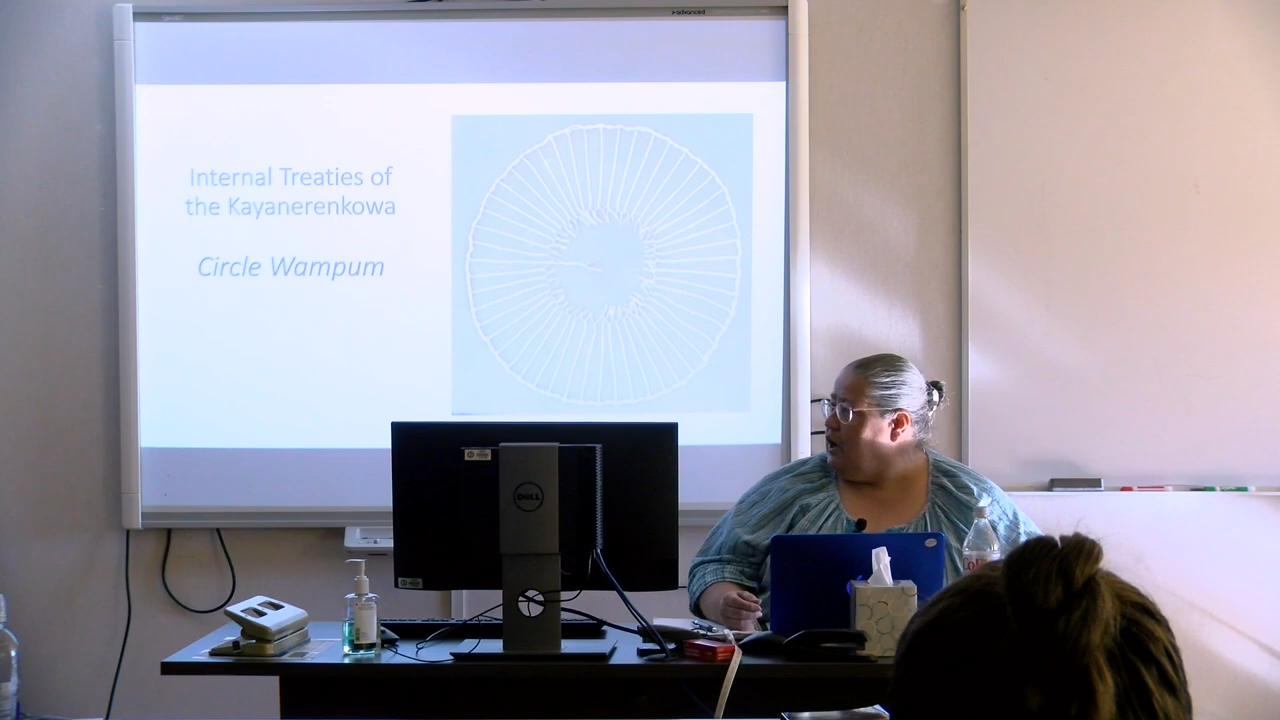 Internal Treaties of
the Kayanerenkowa
Circle Wampum
DELL